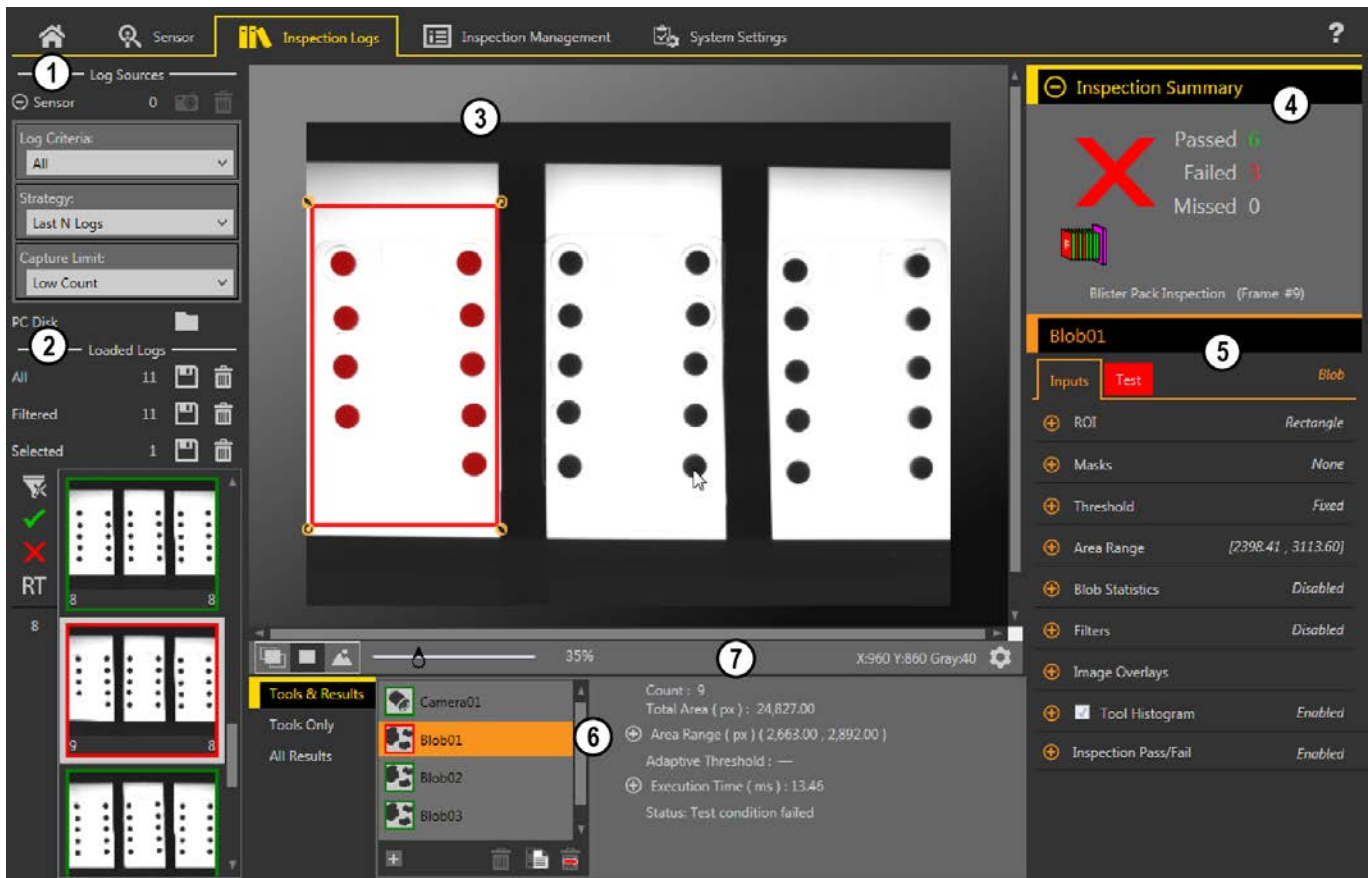 Sensor
Inspection Logs
Inspection Management
System Settings
?
1
Log Sources
Sensor 0
Log Criteria:
All
Strategy:
Last N Logs
Capture Limit:
Low Count
PC Disk
2
Loaded Logs
All 11
Filtered 11
Selected 1
RT
8
8 8
9 8
3
4
Inspection Summary
Passed 6
Failed 3
Missed 0
F
Blister Pack Inspection (Frame #9)
Blob01
5
Inputs Test Blob
ROI Rectangle
Masks None
Threshold Fixed
Area Range [2398.41 , 3113.60]
Blob Statistics Disabled
Filters Disabled
Image Overlays
Tool Histogram Enabled
Inspection Pass/Fail Enabled
35%
7
X:960 Y:860 Gray:40
Tools & Results
Tools Only
All Results
Camera01
Blob01
Blob02
Blob03
6
Count : 9
Total Area ( px ) : 24,827.00
Area Range ( px ) ( 2,663.00 , 2,892.00 )
Adaptive Threshold : —
Execution Time ( ms ) : 13.46
Status: Test condition failed